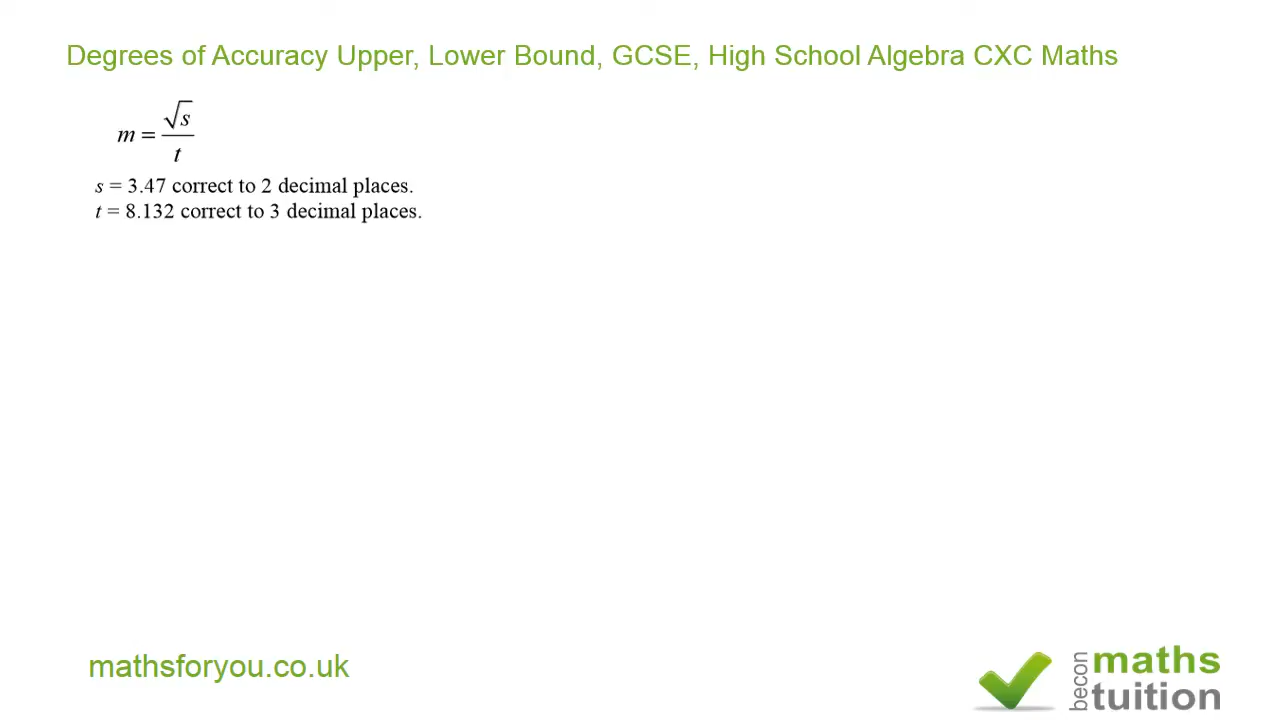 Degrees of Accuracy Upper, Lower Bound, GCSE, High School Algebra CXC Maths
m = √s / t
s = 3.47 correct to 2 decimal places.
t = 8.132 correct to 3 decimal places.
mathsforyou.co.uk
becon
maths
tuition